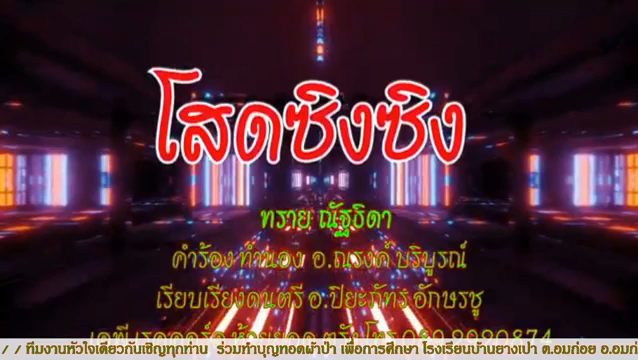 โสดซิงซิง
ทราย ณัฐธิดา
คำร้อง ทำนอง อ.ณรงค์ บริบูรณ์
เรียบเรียงดนตรี อ.ปิยะภัทร อักษรชู
/ / ทีมงานหัวใจเดียวกันเชิญทุกท่าน ร่วมทำบุญทอดผ้าป่า เพื่อการศึกษา โรงเรียนบ้านยางเปา ต.อมก๋อย อ.อมก